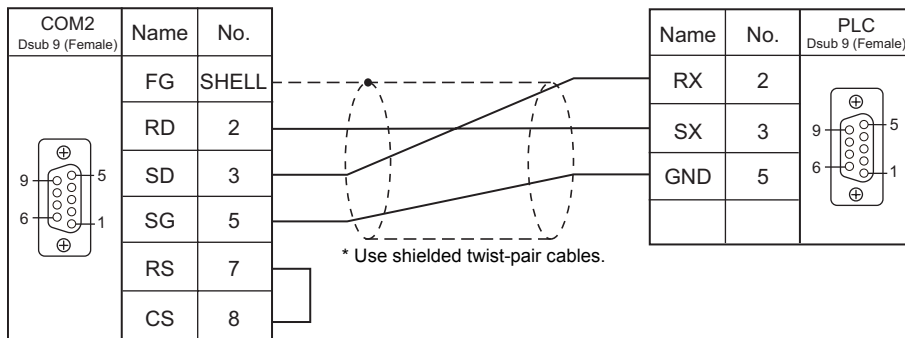 COM2
Dsub 9 (Female)
Name No.
FG SHELL
RD 2
SD 3
SG 5
RS 7
CS 8
9
5
6
1
* Use shielded twist-pair cables.
Name No.
PLC
Dsub 9 (Female)
RX 2
SX 3
GND 5
9
5
6
1